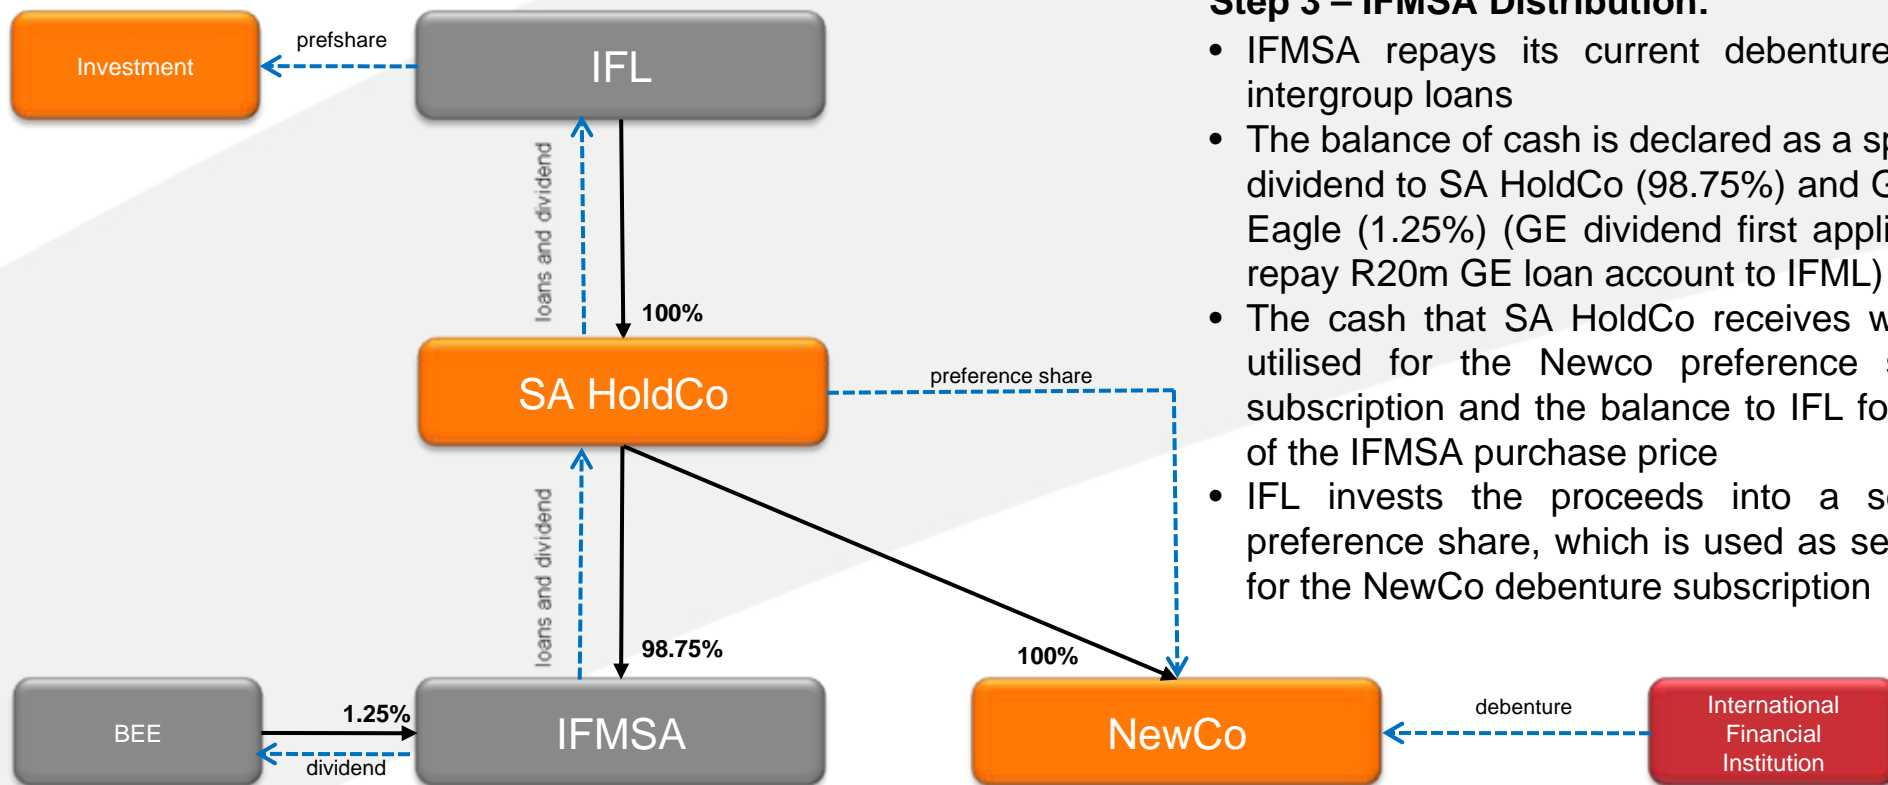 Step 3 – IFMSA Distribution:
• IFMSA repays its current debenture
intergroup loans
• The balance of cash is declared as a sp
dividend to SA HoldCo (98.75%) and G
Eagle (1.25%) (GE dividend first appli
repay R20m GE loan account to IFML)
• The cash that SA HoldCo receives w
utilised for the Newco preference s
subscription and the balance to IFL fo
of the IFMSA purchase price
• IFL invests the proceeds into a se
preference share, which is used as se
for the NewCo debenture subscription
Investment
prefshare
IFL
loans and dividend
100%
SA HoldCo
preference share
loans and dividend
98.75%
100%
BEE
1.25%
dividend
IFMSA
NewCo
debenture
International
Financial
Institution